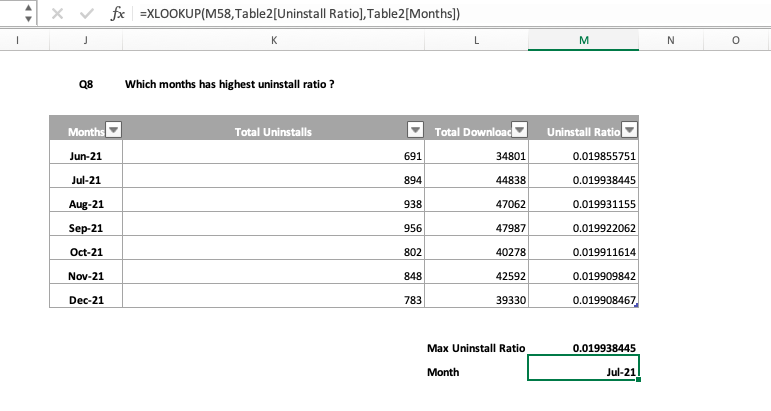 fx =XLOOKUP(M58,Table2[Uninstall Ratio],Table2[Months])
I J K L M N O
Q8 Which months has highest uninstall ratio ?
Months Total Uninstalls Total Downloac Uninstall Ratio
Jun-21 691 34801 0.019855751
Jul-21 894 44838 0.019938445
Aug-21 938 47062 0.019931155
Sep-21 956 47987 0.019922062
Oct-21 802 40278 0.019911614
Nov-21 848 42592 0.019909842
Dec-21 783 39330 0.019908467
Max Uninstall Ratio 0.019938445
Month Jul-21